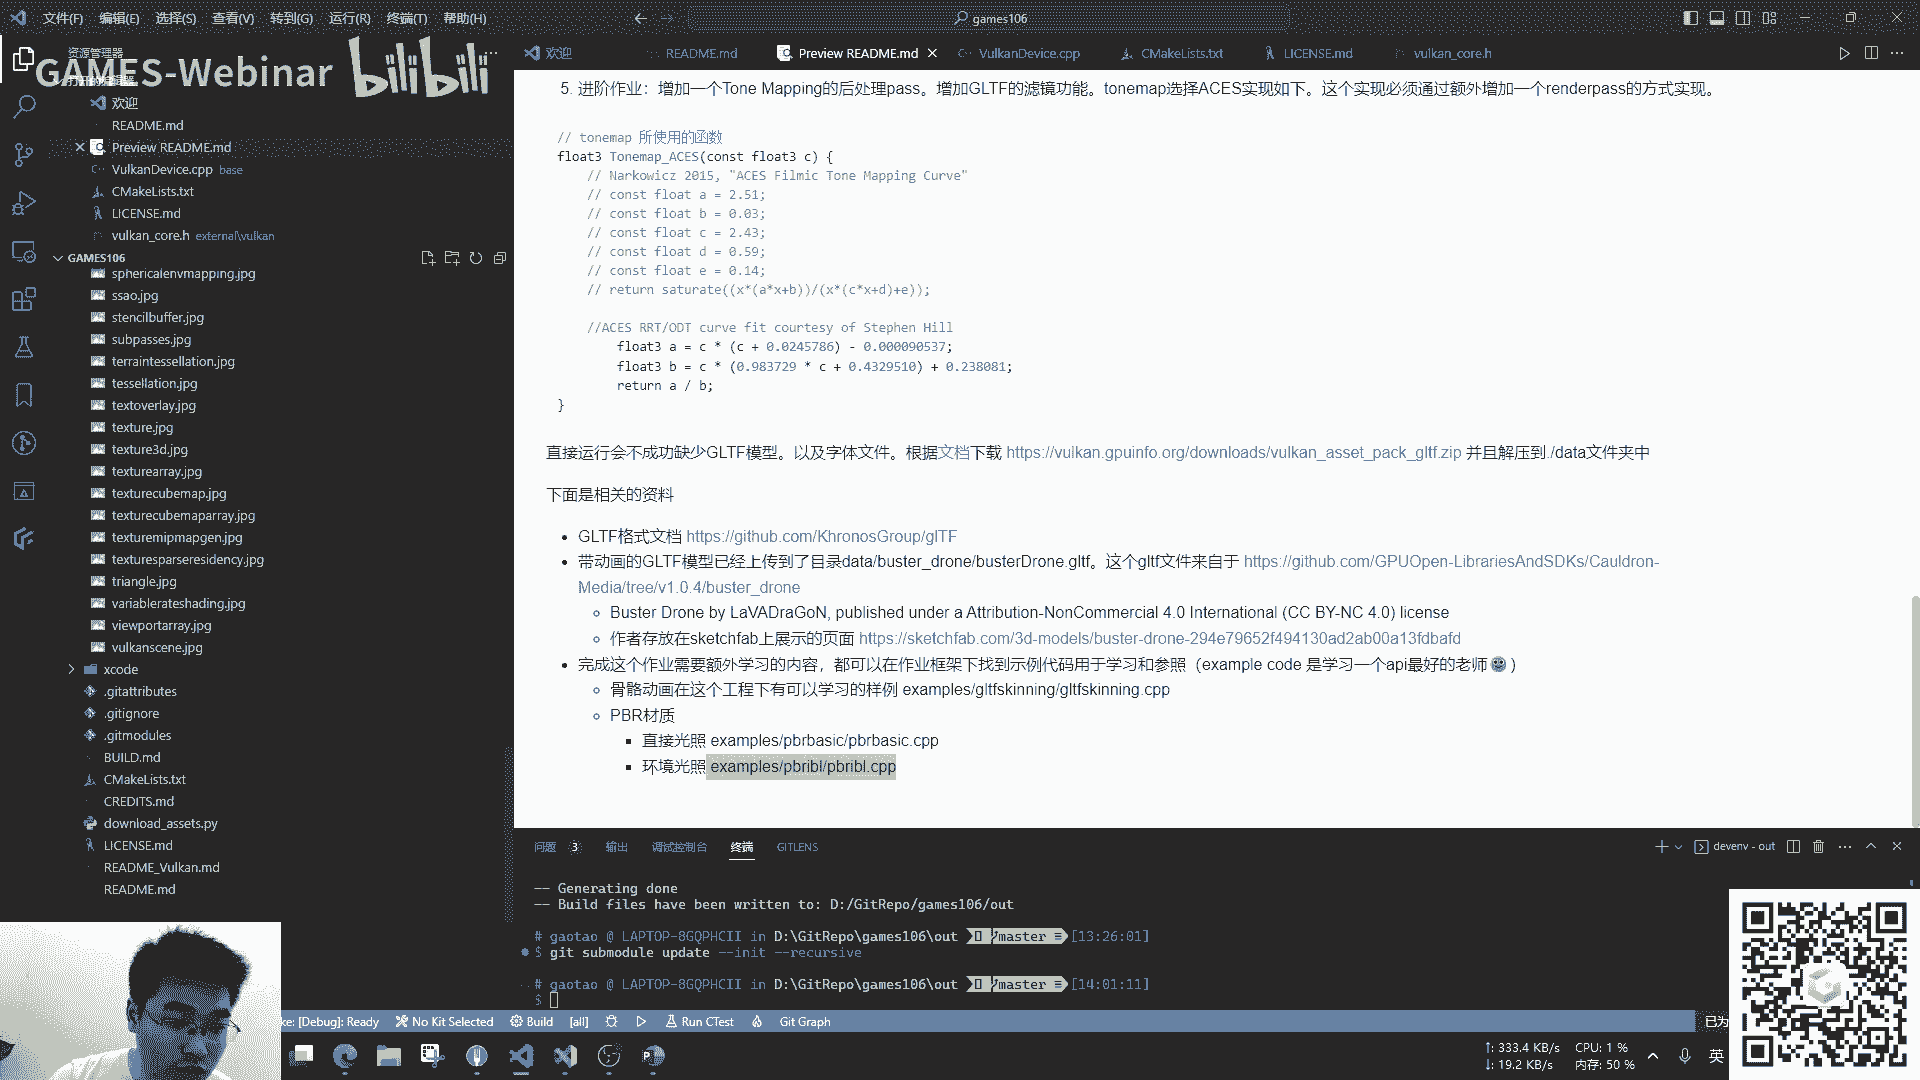 文件(F) 编辑(E) 选择(S) 查看(V) 转到(G) 运行(R) 终端(T) 帮助(H)
games106
资源管理器
GAMES-Webinar bilibili
欢迎
README.md
Preview README.md
VulkanDevice.cpp base
CMakeLists.txt
LICENSE.md
vulkan_core.h external\vulkan
GAMES106
sphericalenvmapping.jpg
ssao.jpg
stencilbuffer.jpg
subpasses.jpg
terraintessellation.jpg
tessellation.jpg
textoverlay.jpg
texture.jpg
texture3d.jpg
texturearray.jpg
texturecubemap.jpg
texturecubemaparray.jpg
texturemipmapgen.jpg
texturesparseresidency.jpg
triangle.jpg
variablerateshading.jpg
viewportarray.jpg
vulkanscene.jpg
xcode
.gitattributes
.gitignore
.gitmodules
BUILD.md
CMakeLists.txt
CREDITS.md
download_assets.py
LICENSE.md
README_Vulkan.md
README.md
欢迎 README.md Preview README.md VulkanDevice.cpp CMakeLists.txt LICENSE.md vulkan_core.h
5. 进阶作业：增加一个Tone Mapping的后处理pass。增加GLTF的滤镜功能。tonemap选择ACES实现如下。这个实现必须通过额外增加一个renderpass的方式实现。
// tonemap 所使用的函数
float3 Tonemap_ACES(const float3 c) {
// Narkowicz 2015, "ACES Filmic Tone Mapping Curve"
// const float a = 2.51;
// const float b = 0.03;
// const float c = 2.43;
// const float d = 0.59;
// const float e = 0.14;
// return saturate((x*(a*x+b))/(x*(c*x+d)+e));
//ACES RRT/ODT curve fit courtesy of Stephen Hill
float3 a = c * (c + 0.0245786) - 0.000090537;
float3 b = c * (0.983729 * c + 0.4329510) + 0.238081;
return a / b;
}
直接运行会不成功缺少GLTF模型。以及字体文件。根据文档下载 https://vulkan.gpuinfo.org/downloads/vulkan_asset_pack_gltf.zip 并且解压到./data文件夹中
下面是相关的资料
• GLTF格式文档 https://github.com/KhronosGroup/glTF
• 带动画的GLTF模型已经上传到了目录data/buster_drone/busterDrone.gltf。这个gltf文件来自于 https://github.com/GPUOpen-LibrariesAndSDKs/Cauldron-
Media/tree/v1.0.4/buster_drone
Buster Drone by LaVADraGoN, published under a Attribution-NonCommercial 4.0 International (CC BY-NC 4.0) license
作者存放在sketchfab上展示的页面 https://sketchfab.com/3d-models/buster-drone-294e79652f494130ad2ab00a13fdbafd
• 完成这个作业需要额外学习的内容，都可以在作业框架下找到示例代码用于学习和参照（example code 是学习一个api最好的老师😀）
骨骼动画在这个工程下有可以学习的样例 examples/gltfskinning/gltfskinning.cpp
PBR材质
直接光照 examples/pbrbasic/pbrbasic.cpp
环境光照 examples/pbribl/pbribl.cpp
问题 3 输出 调试控制台 终端 GITLENS
devenv - out
-- Generating done
-- Build files have been written to: D:/GitRepo/games106/out
# gaotao @ LAPTOP-8GQPHCII in D:\GitRepo\games106\out master ≡ [13:26:01]
$ git submodule update --init --recursive
# gaotao @ LAPTOP-8GQPHCII in D:\GitRepo\games106\out master ≡ [14:01:11]
$
ke: [Debug]: Ready No Kit Selected Build [all] Run CTest Git Graph
已为
↑: 333.4 KB/s CPU: 1 %
↓: 19.2 KB/s 内存: 50 %
英